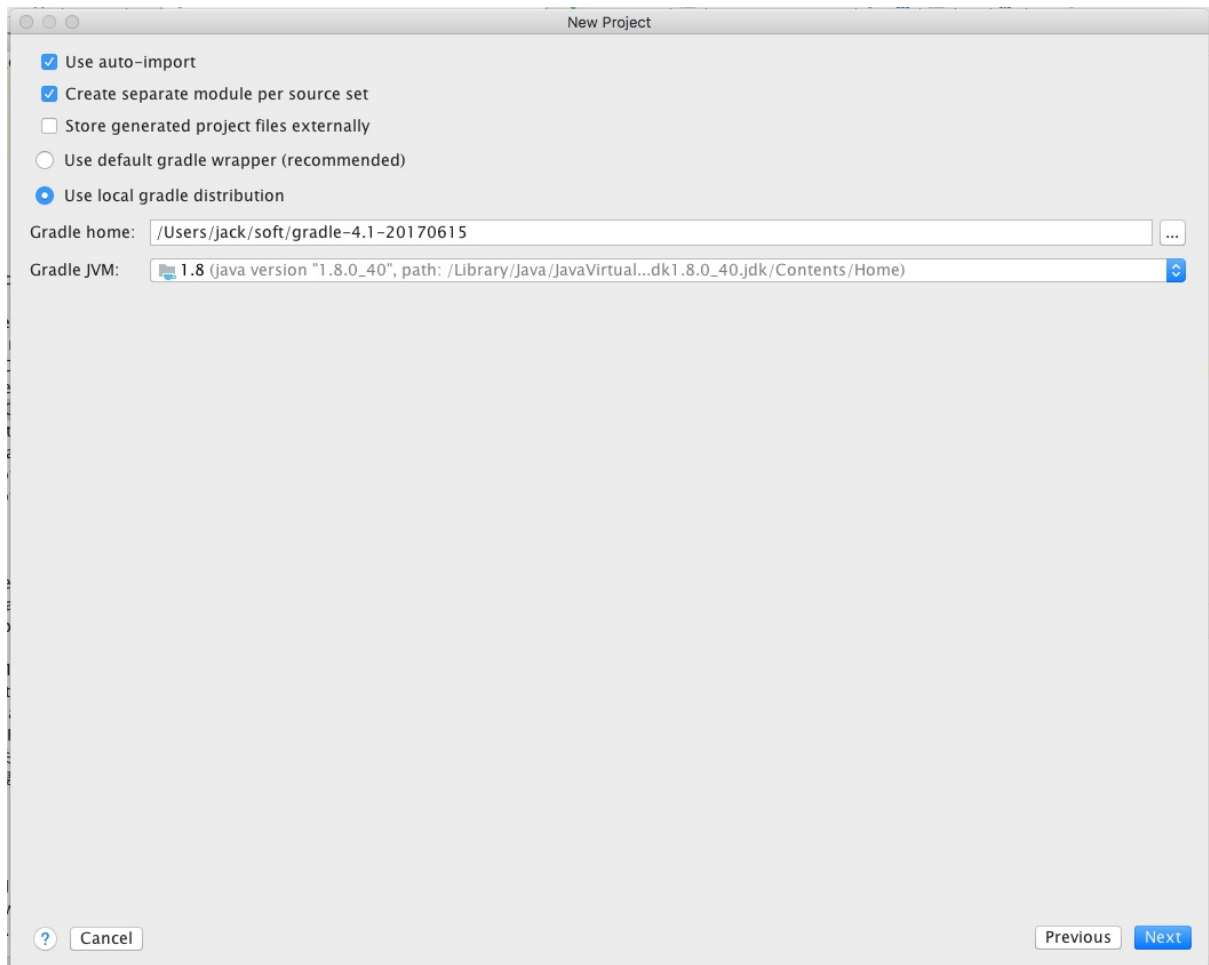 New Project
Use auto-import
Create separate module per source set
Store generated project files externally
Use default gradle wrapper (recommended)
Use local gradle distribution
Gradle home: /Users/jack/soft/gradle-4.1-20170615 ...
Gradle JVM: 1.8 (java version "1.8.0_40", path: /Library/Java/JavaVirtual...dk1.8.0_40.jdk/Contents/Home)
? Cancel Previous Next